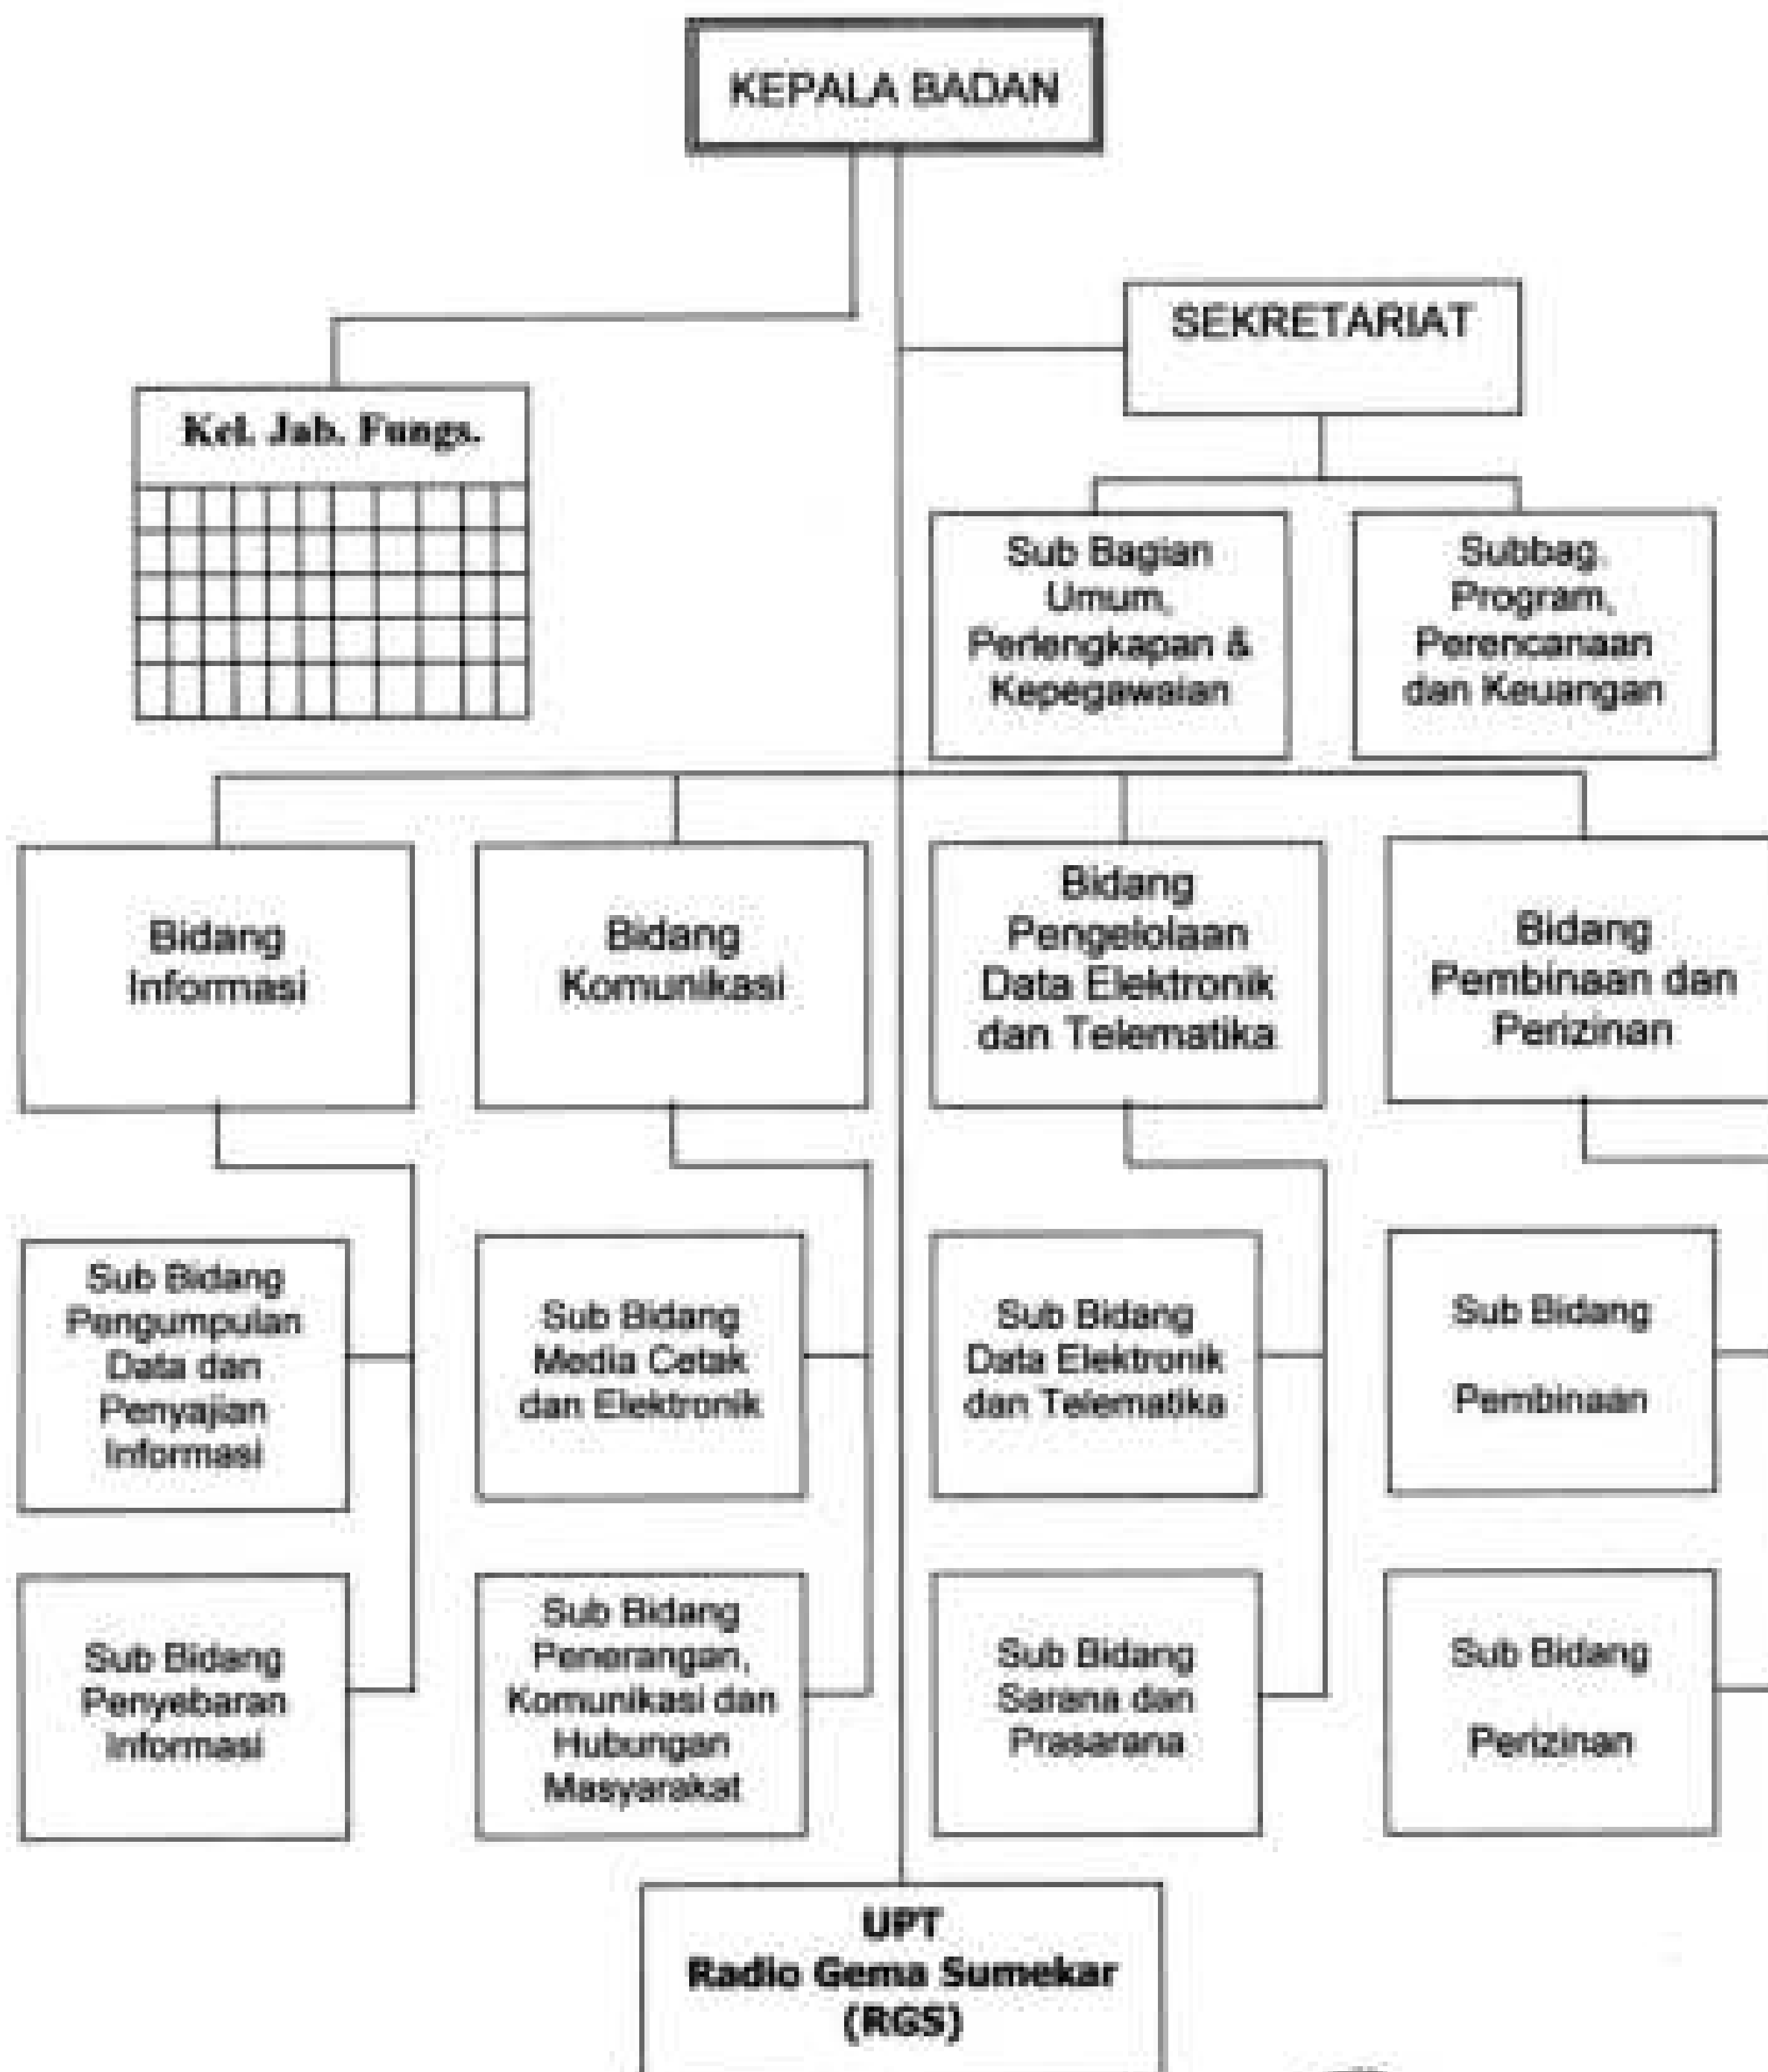 KEPALA BADAN
SEKRETARIAT
Kel. Jab. Fungs.
Sub Bagian
Umum,
Perlengkapan &
Kepegawaian
Subbag.
Program,
Perencanaan
dan Keuangan
Bidang
Informasi
Bidang
Komunikasi
Bidang
Pengelolaan
Data Elektronik
dan Telematika
Bidang
Pembinaan dan
Perizinan
Sub Bidang
Pengumpulan
Data dan
Penyajian
Informasi
Sub Bidang
Media Cetak
dan Elektronik
Sub Bidang
Data Elektronik
dan Telematika
Sub Bidang
Pembinaan
Sub Bidang
Penyebaran
Informasi
Sub Bidang
Penerangan,
Komunikasi dan
Hubungan
Masyarakat
Sub Bidang
Sarana dan
Prasarana
Sub Bidang
Perizinan
UPT
Radio Gema Sumekar
(RGS)